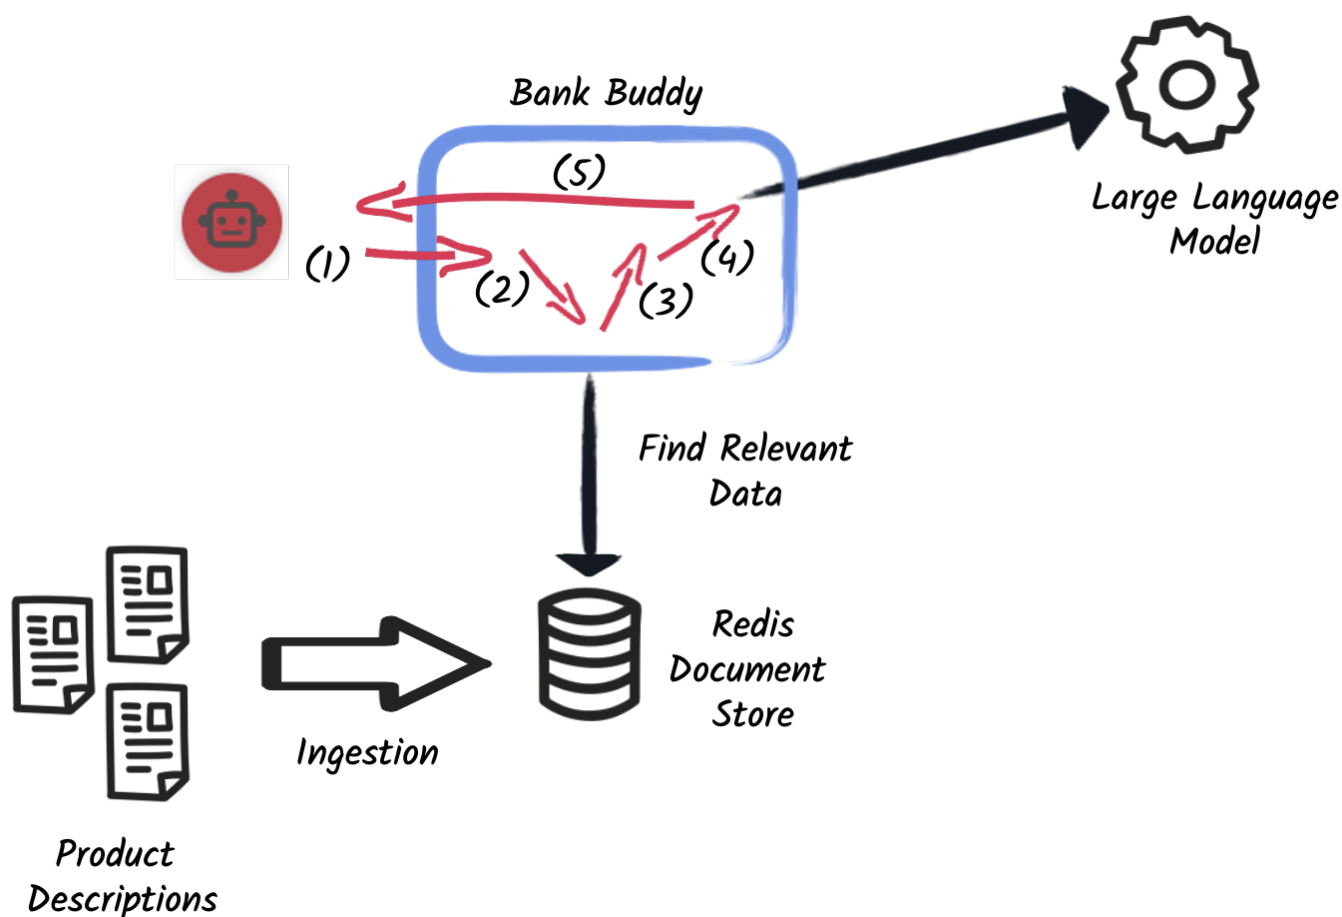 Bank Buddy
(5)
(1)
(2)
(3)
(4)
Large Language
Model
Find Relevant
Data
Redis
Document
Store
Ingestion
Product
Descriptions